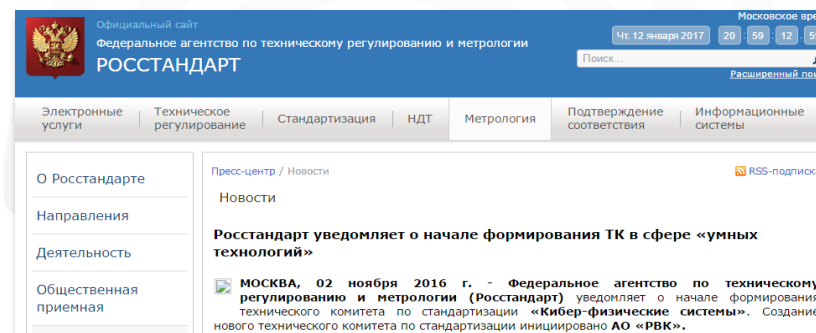 Официальный сайт
Федеральное агентство по техническому регулированию и метрологии
РОССТАНДАРТ
Московское вре
Чт. 12 января 2017 20 : 59 : 12 . 59
Поиск...
Расширенный пои
Электронные услуги
Техническое регулирование
Стандартизация
НДТ
Метрология
Подтверждение соответствия
Информационные системы
О Росстандарте
Направления
Деятельность
Общественная
приемная
Пресс-центр / Новости
RSS-подписка
Новости
Росстандарт уведомляет о начале формирования ТК в сфере «умных
технологий»
МОСКВА, 02 ноября 2016 г. - Федеральное агентство по техническому
регулированию и метрологии (Росстандарт) уведомляет о начале формирования
технического комитета по стандартизации «Кибер-физические системы». Создание
нового технического комитета по стандартизации инициировано АО «РВК».